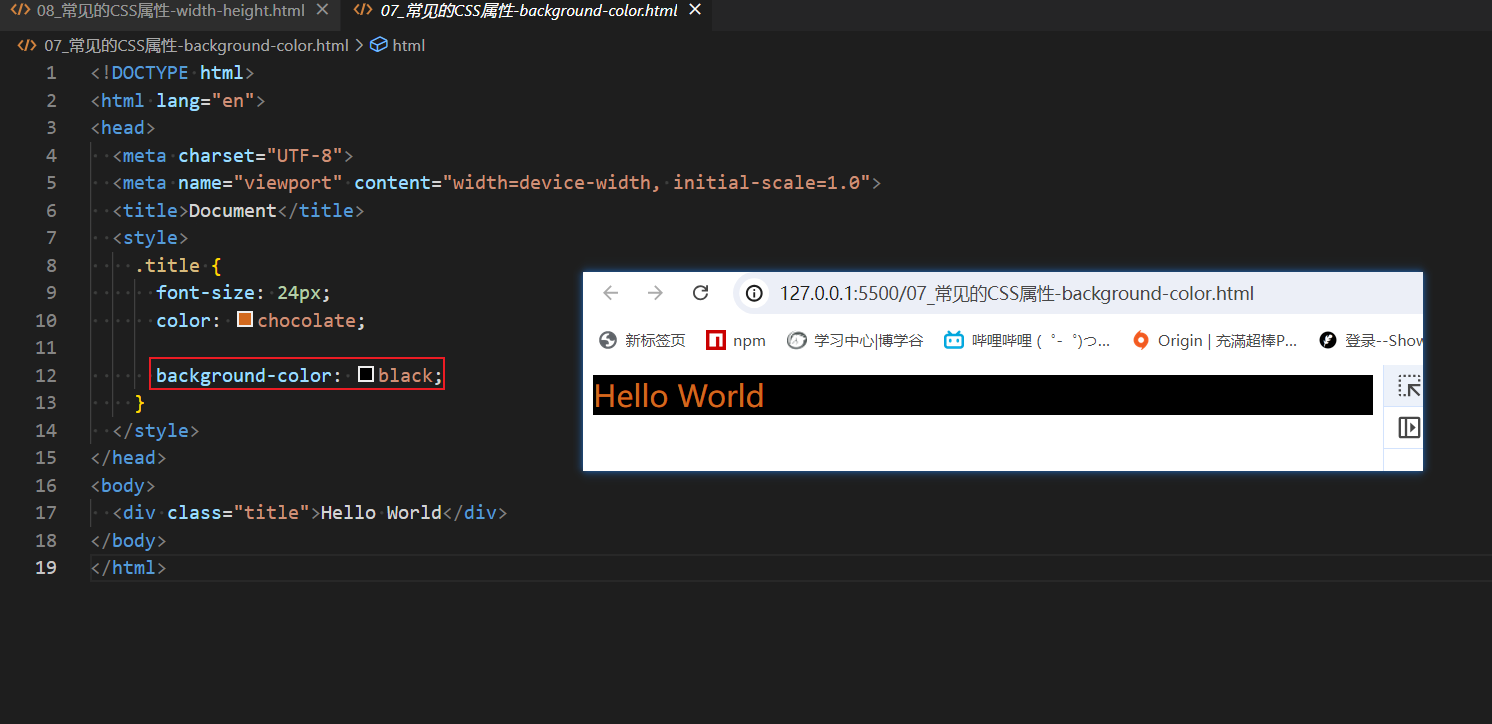 08_常见的CSS属性-width-height.html 07_常见的CSS属性-background-color.html
07_常见的CSS属性-background-color.html > html
1 <!DOCTYPE html>
2 <html lang="en">
3 <head>
4 <meta charset="UTF-8">
5 <meta name="viewport" content="width=device-width, initial-scale=1.0">
6 <title>Document</title>
7 <style>
8 .title {
9 font-size: 24px;
10 color: chocolate;
11
12 background-color: black;
13 }
14 </style>
15 </head>
16 <body>
17 <div class="title">Hello World</div>
18 </body>
19 </html>
127.0.0.1:5500/07_常见的CSS属性-background-color.html
新标签页 npm 学习中心|博学谷 哔哩哔哩 (゜-゜)つ... Origin | 充满超棒P... 登录--Show
Hello World